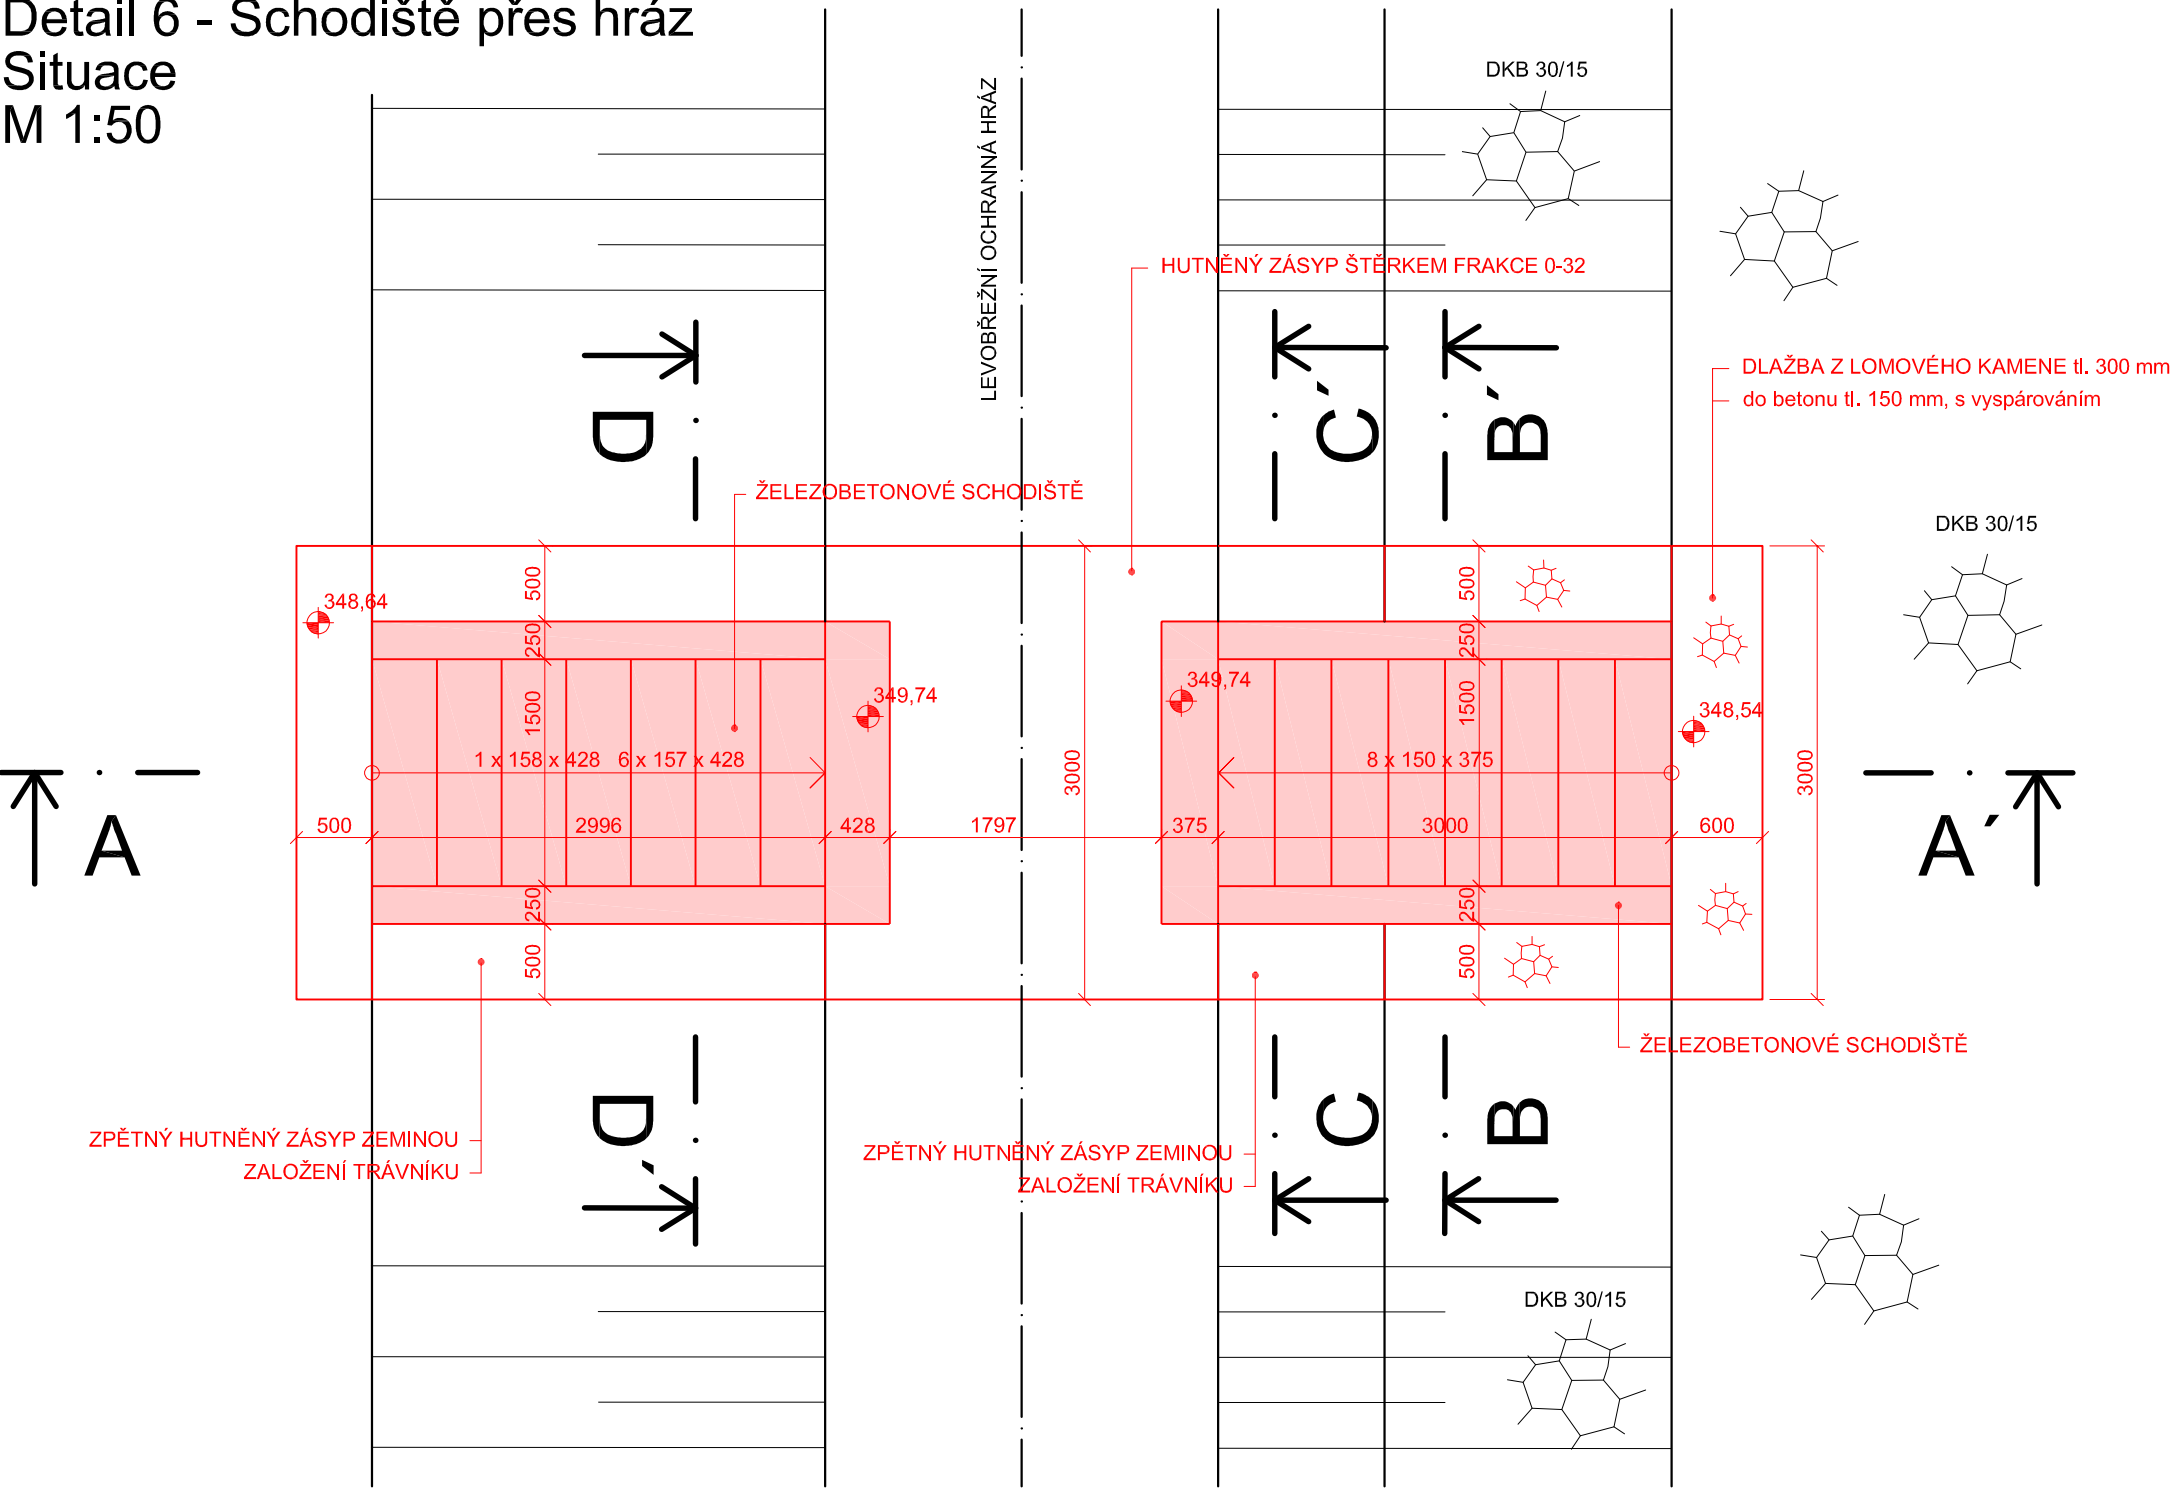 Detail 6 - Schodiště přes hráz
Situace
M 1:50
DKB 30/15
LEVOBŘEŽNÍ OCHRANNÁ HRÁZ
HUTNĚNÝ ZÁSYP ŠTĚRKEM FRAKCE 0-32
DLAŽBA Z LOMOVÉHO KAMENE tl. 300 mm
do betonu tl. 150 mm, s vyspárováním
D
C´
B´
ŽELEZOBETONOVÉ SCHODIŠTĚ
DKB 30/15
500
500
348,64
250
250
349,74
349,74
348,54
1500
1500
1 x 158 x 428
6 x 157 x 428
8 x 150 x 375
3000
3000
A
500
2996
428
1797
375
3000
600
A´
250
250
500
500
ŽELEZOBETONOVÉ SCHODIŠTĚ
D´
C
B
ZPĚTNÝ HUTNĚNÝ ZÁSYP ZEMINOU
ZALOŽENÍ TRÁVNÍKU
ZPĚTNÝ HUTNĚNÝ ZÁSYP ZEMINOU
ZALOŽENÍ TRÁVNÍKU
DKB 30/15